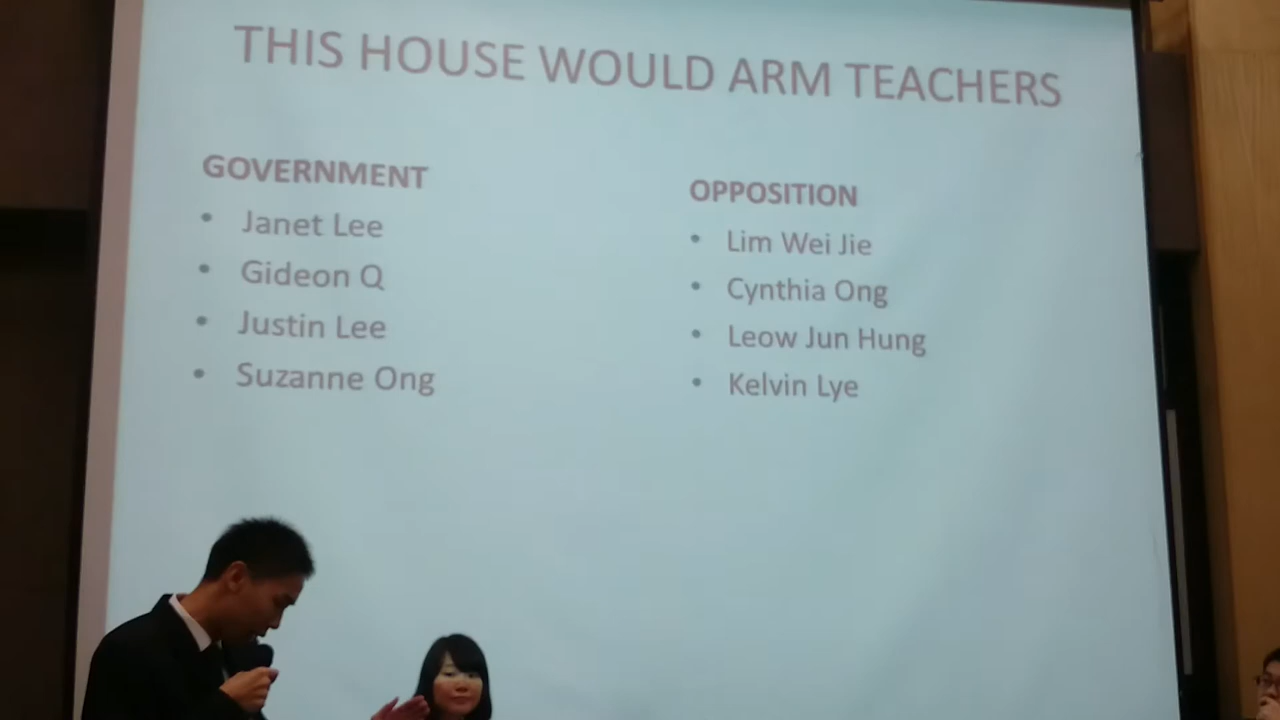 THIS HOUSE WOULD ARM TEACHERS
GOVERNMENT
• Janet Lee
• Gideon Q
• Justin Lee
• Suzanne Ong
OPPOSITION
• Lim Wei Jie
• Cynthia Ong
• Leow Jun Hung
• Kelvin Lye